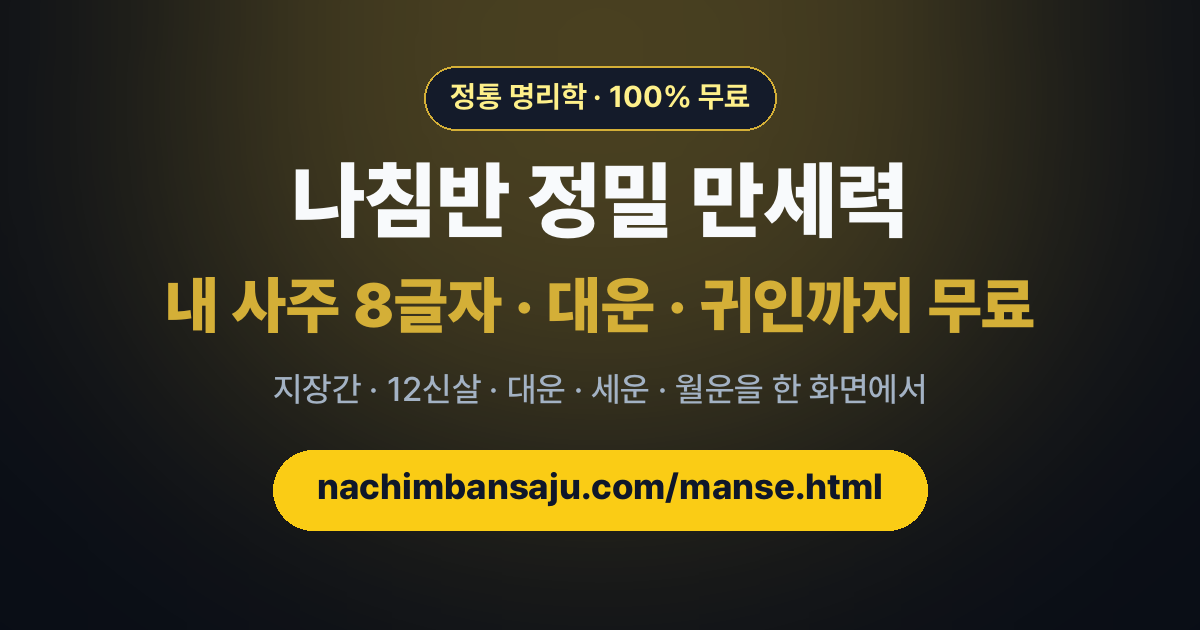 정통 명리학 · 100% 무료
나침반 정밀 만세력
내 사주 8글자 · 대운 · 귀인까지 무료
지장간 · 12신살 · 대운 · 세운 · 월운을 한 화면에서
nachimbansaju.com/manse.html